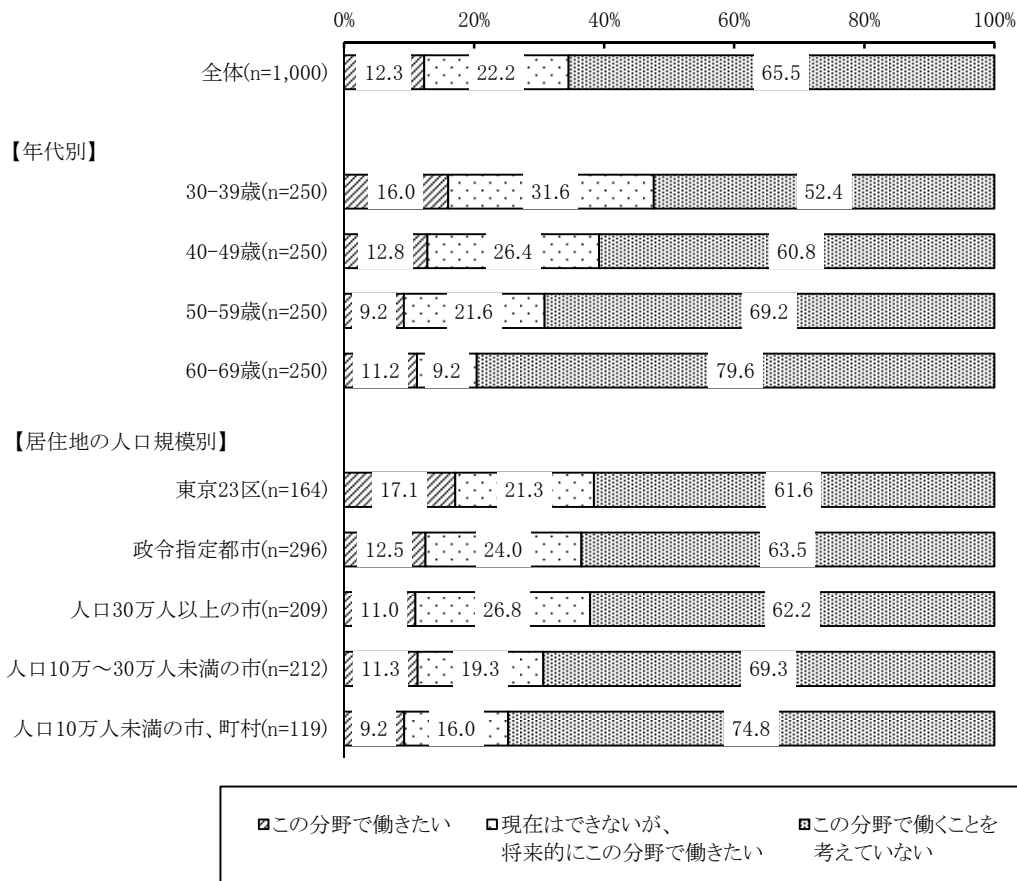 0% 20% 40% 60% 80% 100%
全体(n=1,000) 12.3 22.2 65.5
【年代別】
30-39歳(n=250) 16.0 31.6 52.4
40-49歳(n=250) 12.8 26.4 60.8
50-59歳(n=250) 9.2 21.6 69.2
60-69歳(n=250) 11.2 9.2 79.6
【居住地の人口規模別】
東京23区(n=164) 17.1 21.3 61.6
政令指定都市(n=296) 12.5 24.0 63.5
人口30万人以上の市(n=209) 11.0 26.8 62.2
人口10万～30万人未満の市(n=212) 11.3 19.3 69.3
人口10万人未満の市、町村(n=119) 9.2 16.0 74.8
この分野で働きたい
現在はできないが、
将来的にこの分野で働きたい
この分野で働くことを
考えていない